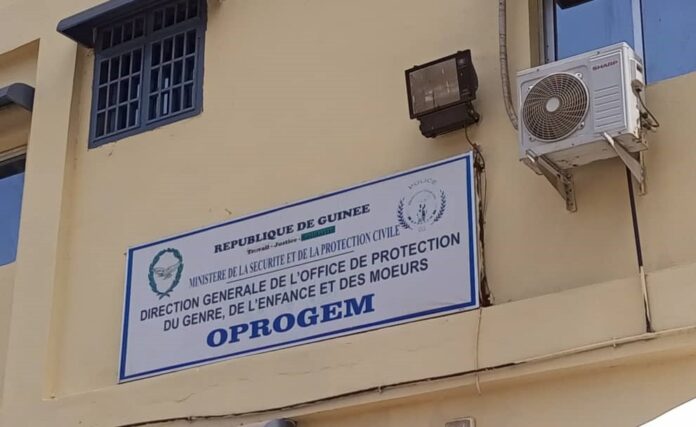 REPUBLIQUE DE GUINEE
Travail - Justice -
MINISTERE DE LA SECURITE ET DE LA PROTECTION CIVILE
DIRECTION GENERALE DE L'OFFICE DE PROTECTION
DU GENRE, DE L'ENFANCE ET DES MOEURS
OPROGEM
POLICE
SHARP